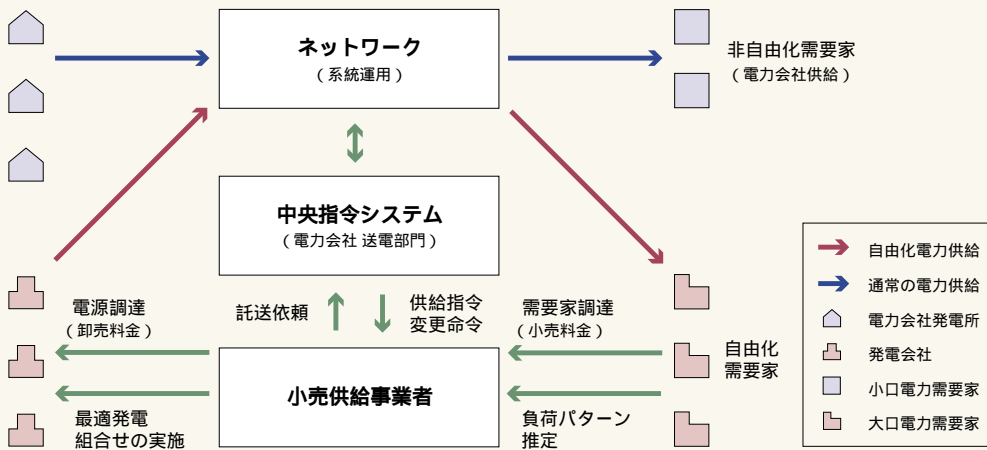 ネットワーク
（系統運用）
非自由化需要家
（電力会社供給）
中央指令システム
（電力会社 送電部門）
電源調達
（卸売料金）
託送依頼
供給指令
変更命令
需要家調達
（小売料金）
自由化
需要家
小売供給事業者
最適発電
組合せの実施
負荷パターン
推定
自由化電力供給
通常の電力供給
電力会社発電所
発電会社
小口電力需要家
大口電力需要家